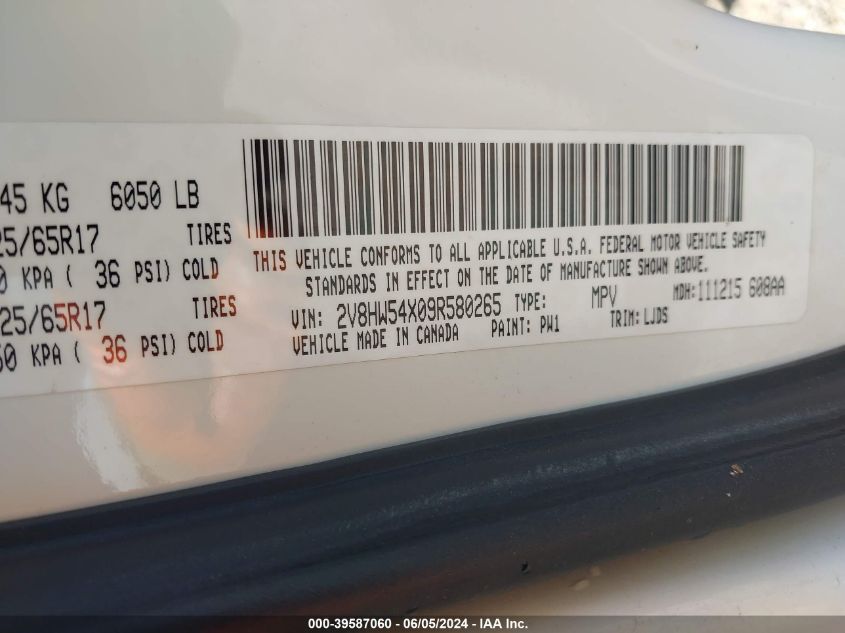 45 KG 6050 LB
25/65R17 TIRES
0 KPA ( 36 PSI) COLD
25/65R17 TIRES
50 KPA ( 36 PSI) COLD
THIS VEHICLE CONFORMS TO ALL APPLICABLE U.S.A. FEDERAL MOTOR VEHICLE SAFETY
STANDARDS IN EFFECT ON THE DATE OF MANUFACTURE SHOWN ABOVE.
VIN: 2V8HW54X09R580265 TYPE: MPV MDH:111215 608AA
VEHICLE MADE IN CANADA PAINT: PW1 TRIM: LJDS
000-39587060 - 06/05/2024 - IAA Inc.